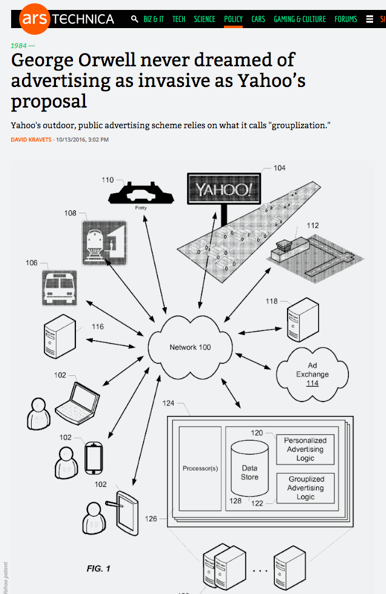 ars TECHNICA BIZ & IT TECH SCIENCE POLICY CARS GAMING & CULTURE FORUMS
1984 —
George Orwell never dreamed of
advertising as invasive as Yahoo's
proposal
Yahoo's outdoor, public advertising scheme relies on what it calls "grouplization."
DAVID KRAVETS - 10/13/2016, 3:02 PM
110
104
YAHOO!
108
112
106
116
118
Network 100
Ad
Exchange
114
102
102
102
124
120
Personalized
Advertising
Logic
Processor(s)
Data
Store
128
122
Grouplized
Advertising
Logic
126
FIG. 1
Yahoo patent